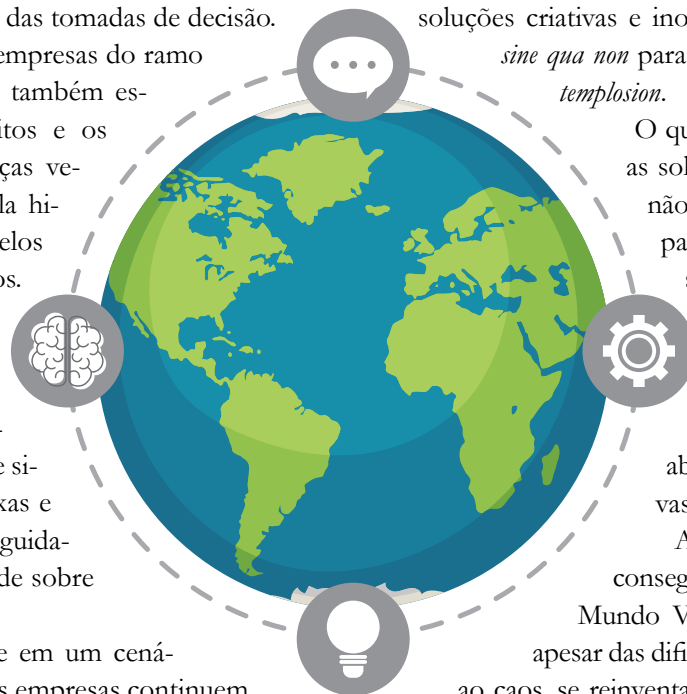 das tomadas de decisão.
empresas do ramo
também es-
itos e os
ças ve-
la hi-
elos
os.
-
e si-
xas e
guida-
de sobre
e em um cená-
s empresas continuem
soluções criativas e ino
sine qua non para
templosion.
O qu
as sol
não
pa
s
ab
vas
A
conseg
Mundo V
apesar das difi
ao caos, se reinventa